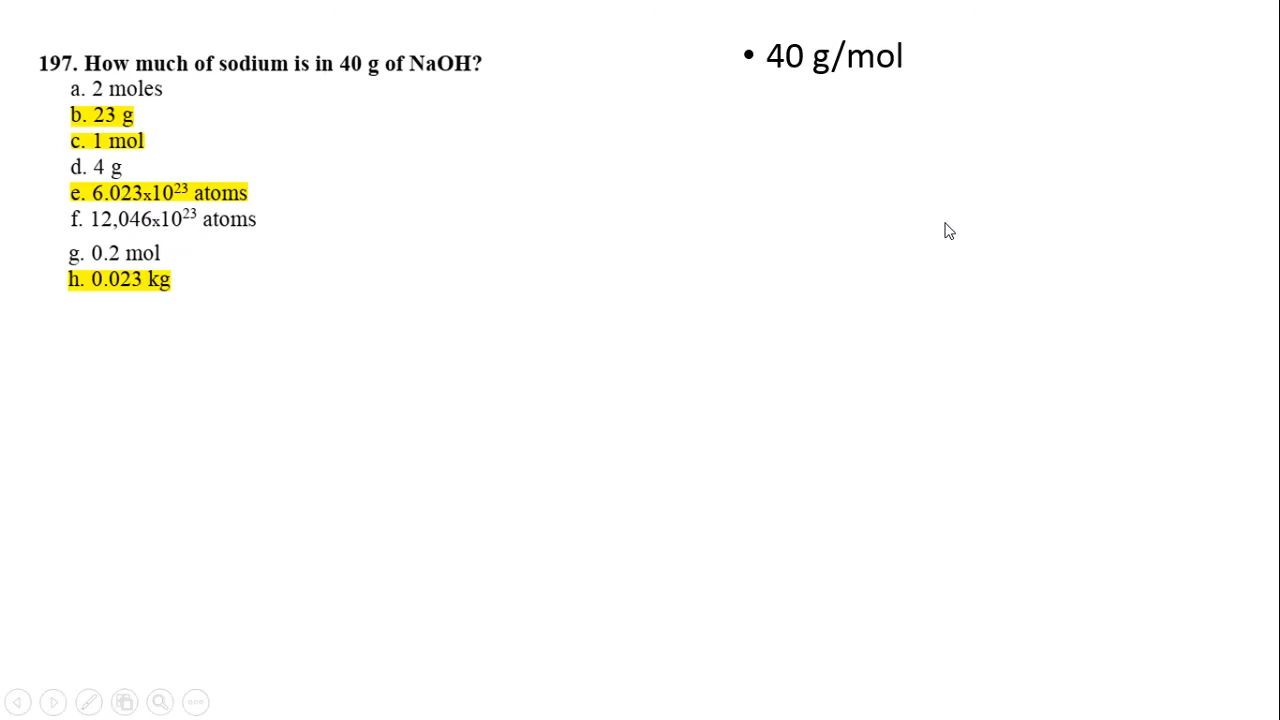 197. How much of sodium is in 40 g of NaOH?
a. 2 moles
b. 23 g
c. 1 mol
d. 4 g
e. 6.023x10²³ atoms
f. 12,046x10²³ atoms
g. 0.2 mol
h. 0.023 kg
• 40 g/mol